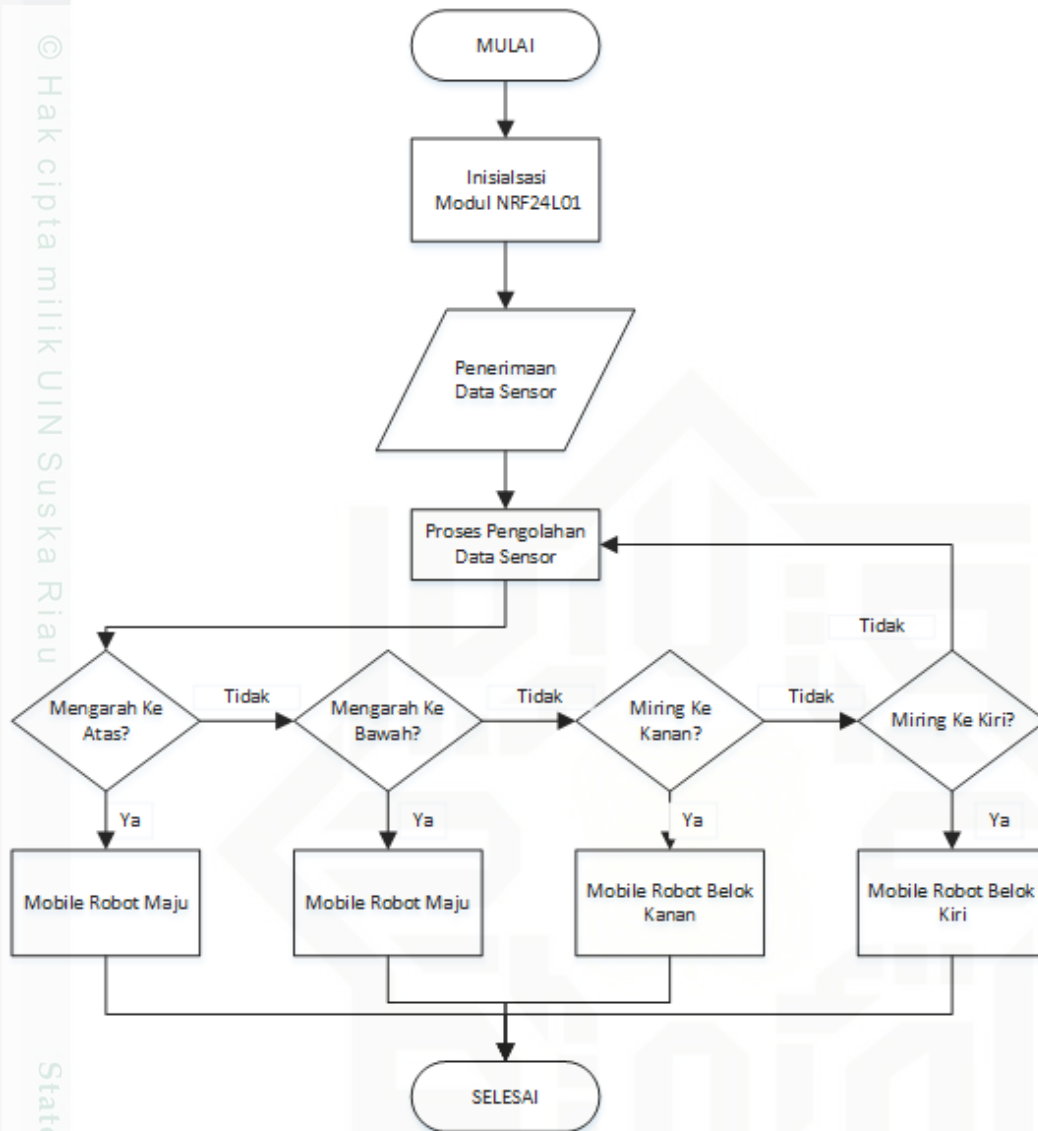 © Hak cipta milik UIN Suska Riau
MULAI
Inisialsasi
Modul NRF24L01
Penerimaan
Data Sensor
Proses Pengolahan
Data Sensor
Tidak
Mengarah Ke
Atas?
Tidak
Mengarah Ke
Bawah?
Tidak
Miring Ke
Kanan?
Tidak
Miring Ke Kiri?
Ya
Ya
Ya
Ya
Mobile Robot Maju
Mobile Robot Maju
Mobile Robot Belok
Kanan
Mobile Robot Belok
Kiri
SELESAI